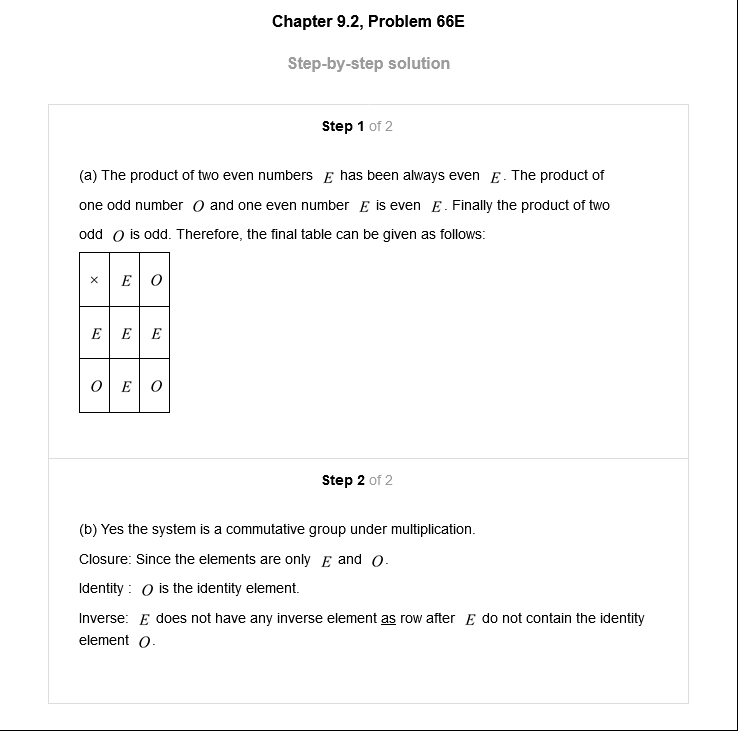 Chapter 9.2, Problem 66E
Step-by-step solution
Step 1 of 2
(a) The product of two even numbers E has been always even E. The product of
one odd number O and one even number E is even E. Finally the product of two
odd O is odd. Therefore, the final table can be given as follows:
× E O
E E E
O E O
Step 2 of 2
(b) Yes the system is a commutative group under multiplication.
Closure: Since the elements are only E and O.
Identity : O is the identity element.
Inverse: E does not have any inverse element as row after E do not contain the identity
element O.